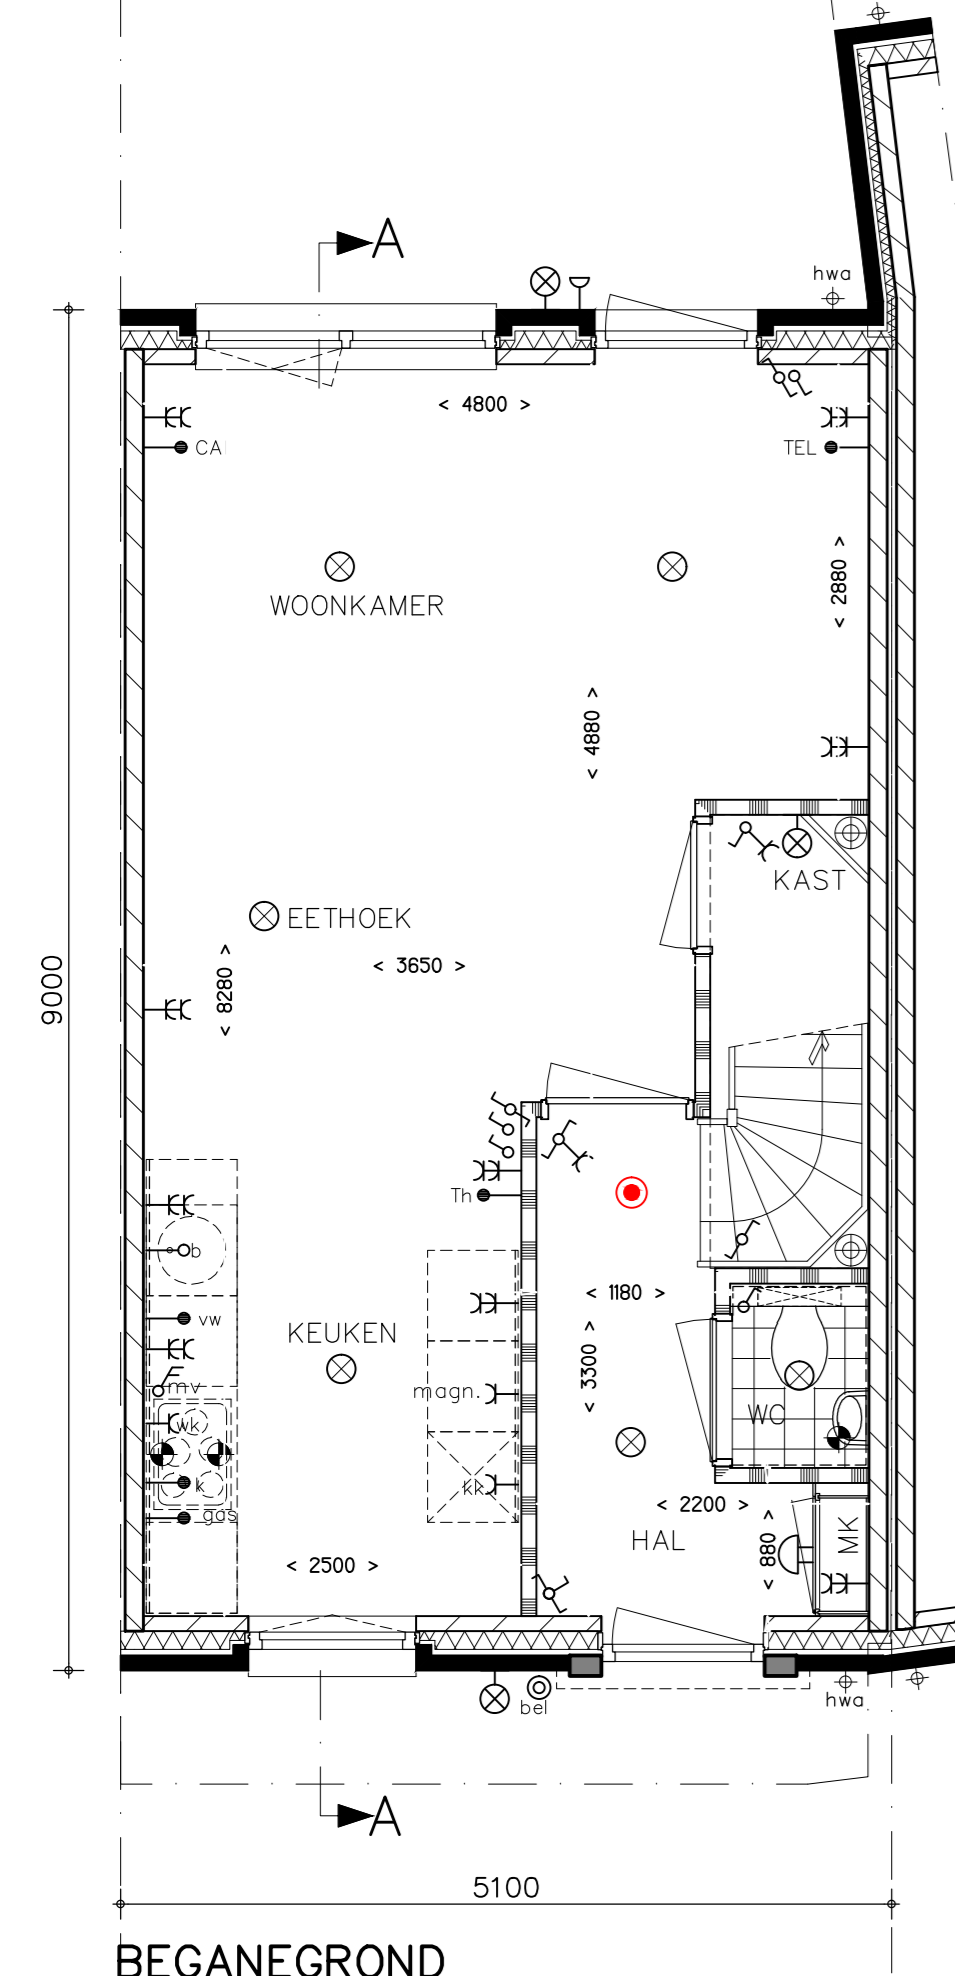 A
hwa
< 4800 >
CAI
TEL
WOONKAMER
< 2880 >
< 4880 >
KAST
EETHOEK
< 3650 >
< 8280 >
9000
Th
b
< 1180 >
vw
KEUKEN
< 3300 >
mv
magn.
wk
WC
k
kk
gas
< 2200 >
HAL
< 880 >
MK
< 2500 >
bel
hwa
A
5100
BEGANEGROND